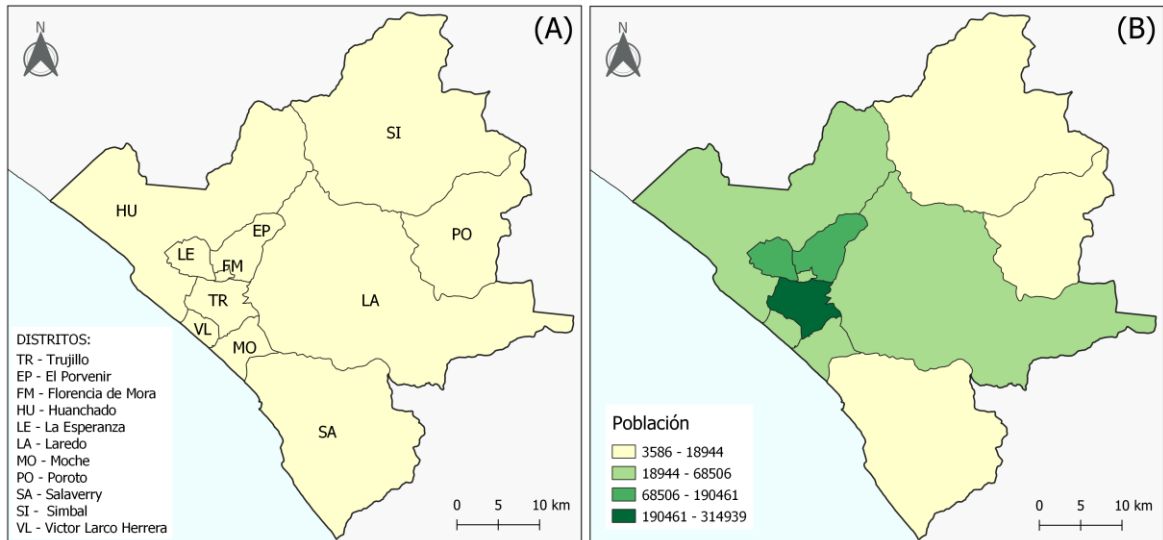 N
(A)
SI
HU
EP
PO
LE
FM
LA
TR
VL
MO
SA
DISTRITOS:
TR - Trujillo
EP - El Porvenir
FM - Florencia de Mora
HU - Huanchado
LE - La Esperanza
LA - Laredo
MO - Moche
PO - Poroto
SA - Salaverry
SI - Simbal
VL - Victor Larco Herrera
0 5 10 km
N
(B)
Población
3586 - 18944
18944 - 68506
68506 - 190461
190461 - 314939
0 5 10 km